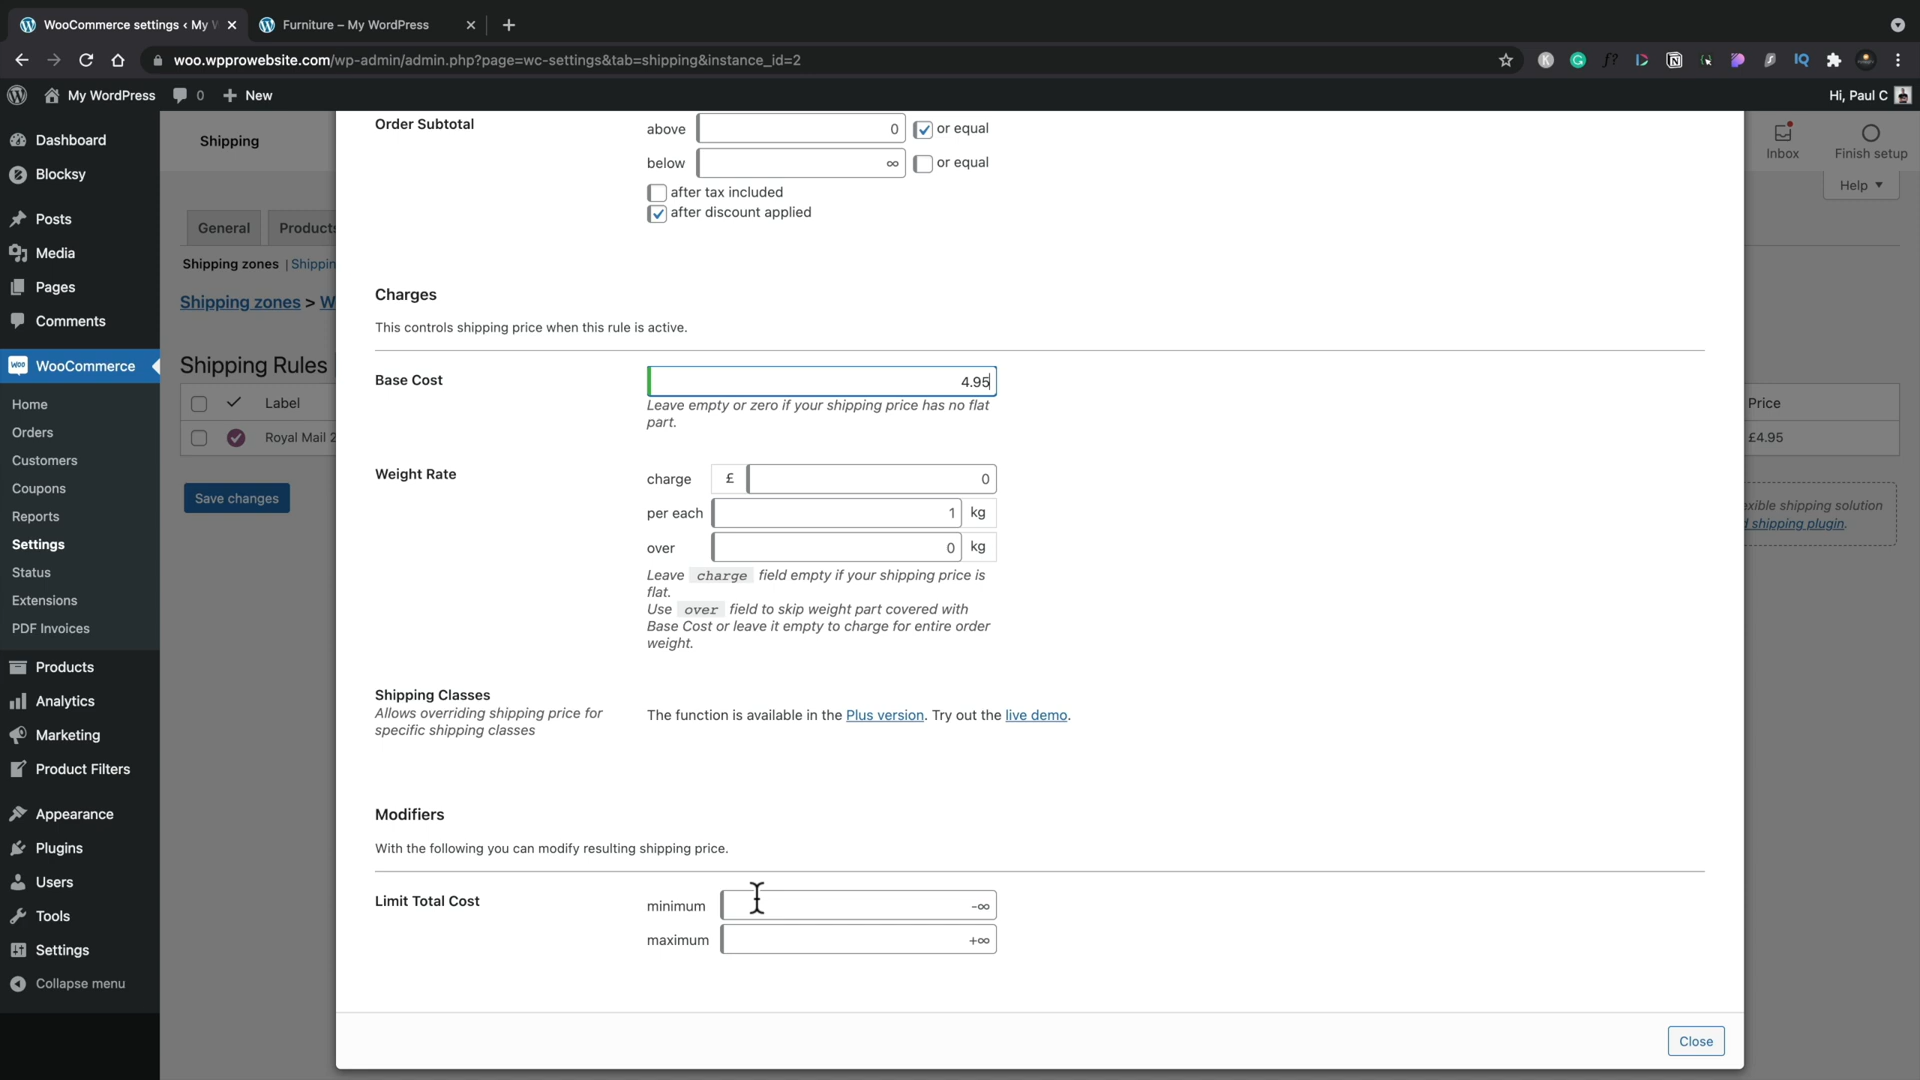 WooCommerce settings ‹ My W
Furniture – My WordPress
woo.wpprowebsite.com/wp-admin/admin.php?page=wc-settings&tab=shipping&instance_id=2
My WordPress
0
New
Hi, Paul C
Dashboard
Blocksy
Posts
Media
Pages
Comments
WooCommerce
Home
Orders
Customers
Coupons
Reports
Settings
Status
Extensions
PDF Invoices
Products
Analytics
Marketing
Product Filters
Appearance
Plugins
Users
Tools
Settings
Collapse menu
Shipping
Inbox
Finish setup
Help
General
Products
Shipping zones | Shippin
Shipping zones > W
Shipping Rules
Label
Price
Royal Mail 2
£4.95
Save changes
exible shipping solution
shipping plugin.
Order Subtotal
above 0 or equal
below ∞ or equal
after tax included
after discount applied
Charges
This controls shipping price when this rule is active.
Base Cost
4.95
Leave empty or zero if your shipping price has no flat
part.
Weight Rate
charge £ 0
per each 1 kg
over 0 kg
Leave charge field empty if your shipping price is
flat.
Use over field to skip weight part covered with
Base Cost or leave it empty to charge for entire order
weight.
Shipping Classes
Allows overriding shipping price for
specific shipping classes
The function is available in the Plus version. Try out the live demo.
Modifiers
With the following you can modify resulting shipping price.
Limit Total Cost
minimum -∞
maximum +∞
Close